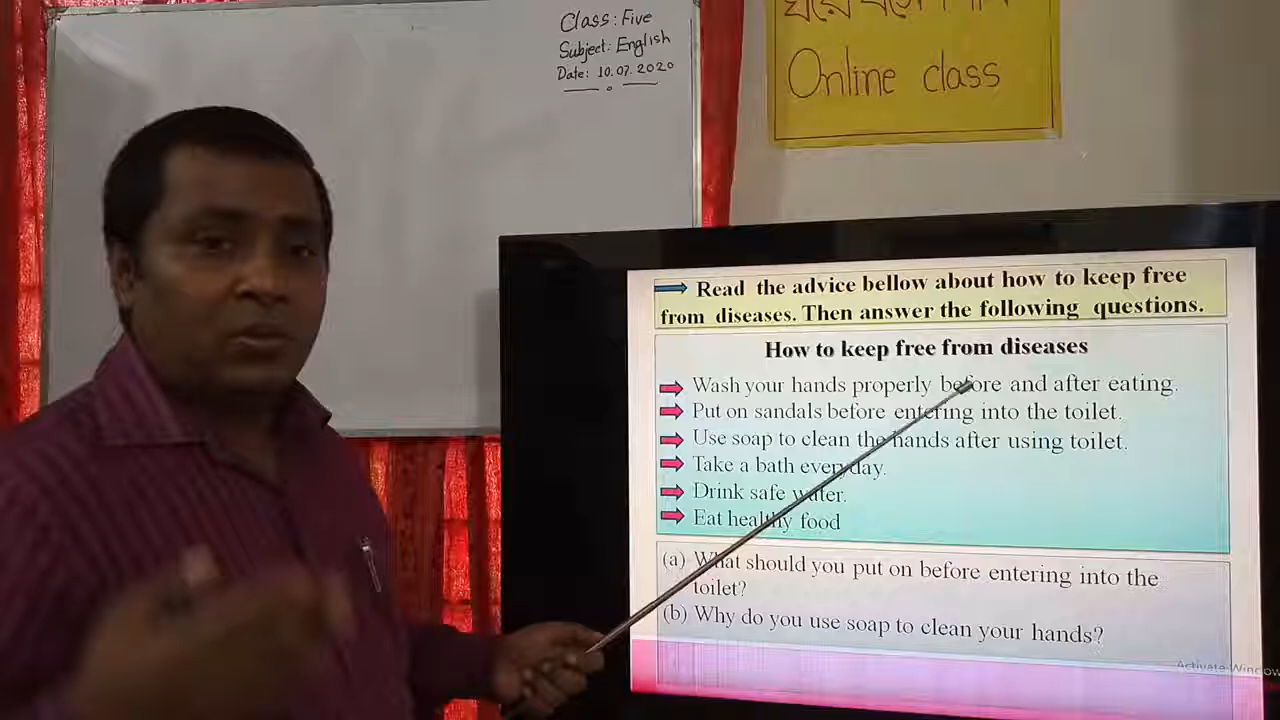 Class: Five
Subject: English
Date: 10.07.2020
Online class
Read the advice bellow about how to keep free
from diseases. Then answer the following questions.
How to keep free from diseases
Wash your hands properly before and after eating.
Put on sandals before entering into the toilet.
Use soap to clean the hands after using toilet.
Take a bath everyday.
Drink safe water.
Eat healthy food
(a) What should you put on before entering into the
toilet?
(b) Why do you use soap to clean your hands?
Activate Window